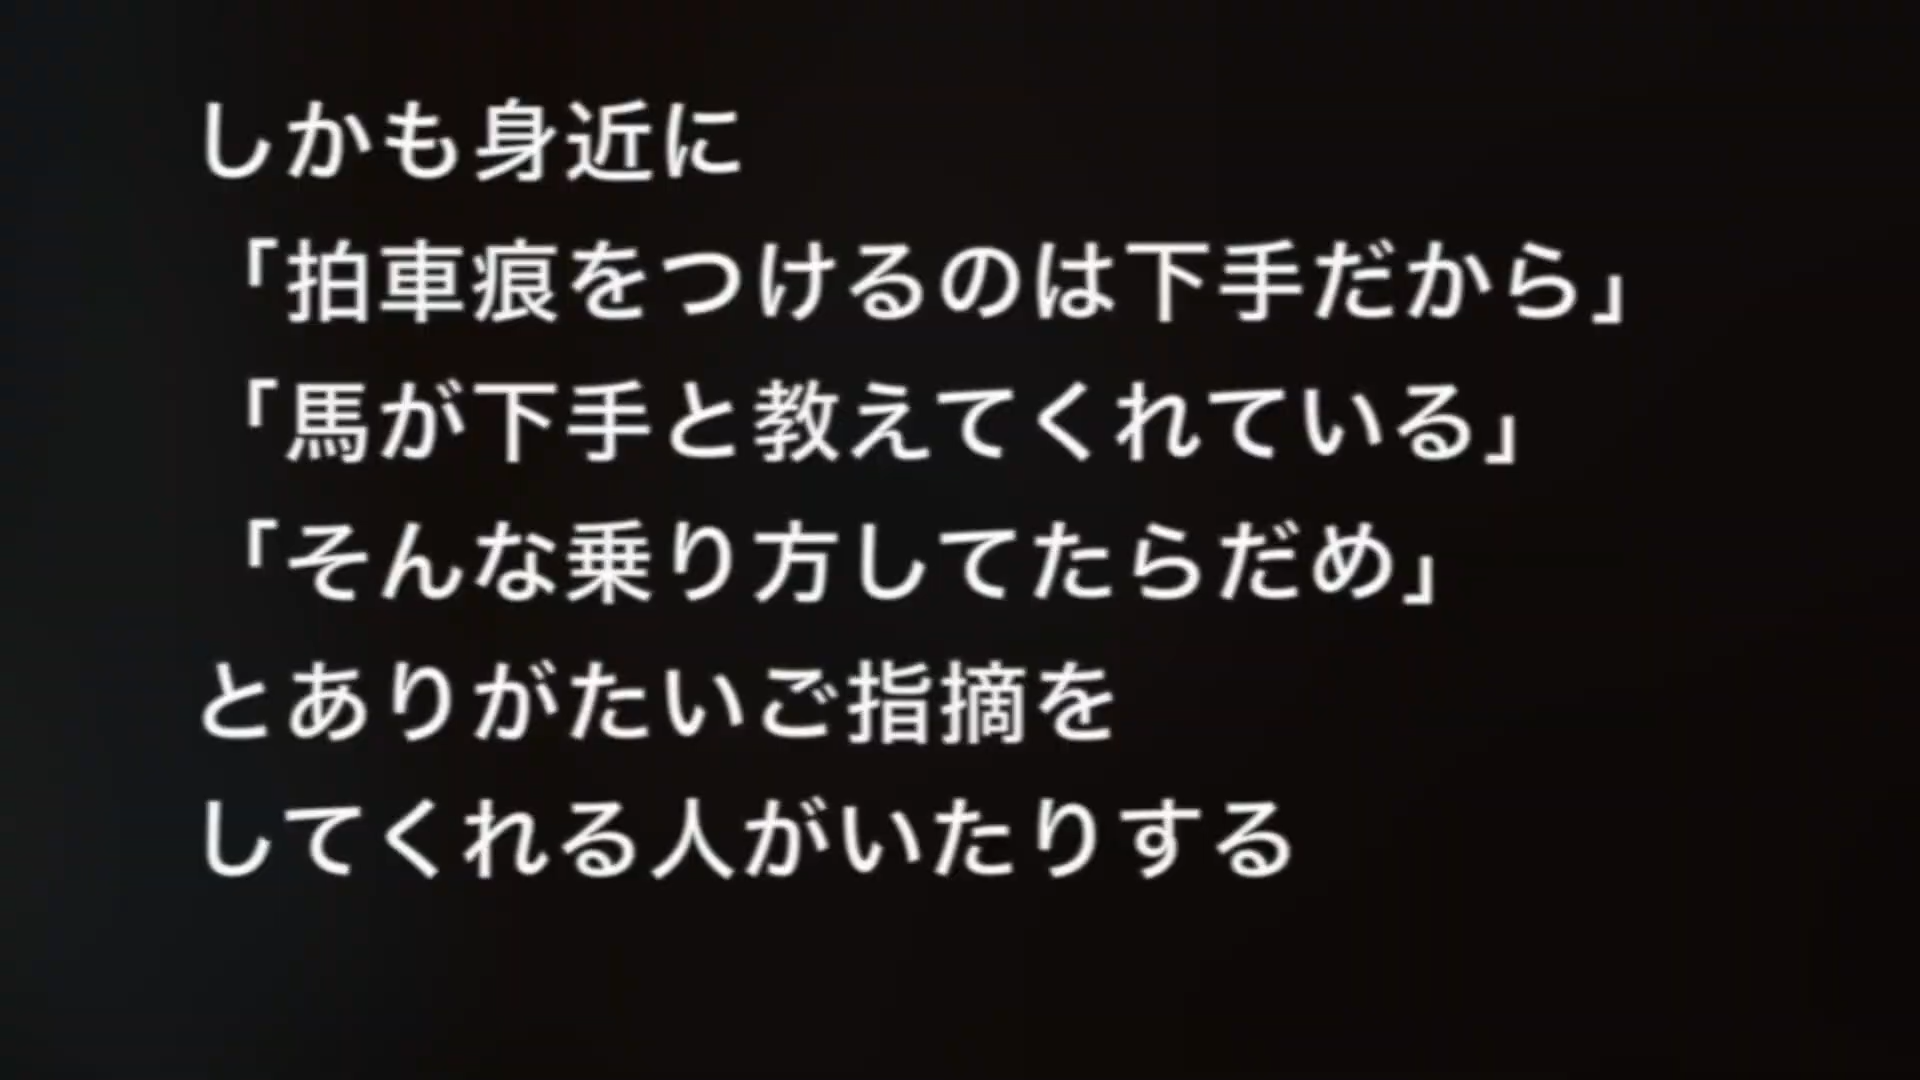 しかも身近に
「拍車痕をつけるのは下手だから」
「馬が下手と教えてくれている」
「そんな乗り方してたらだめ」
とありがたいご指摘を
してくれる人がいたりする